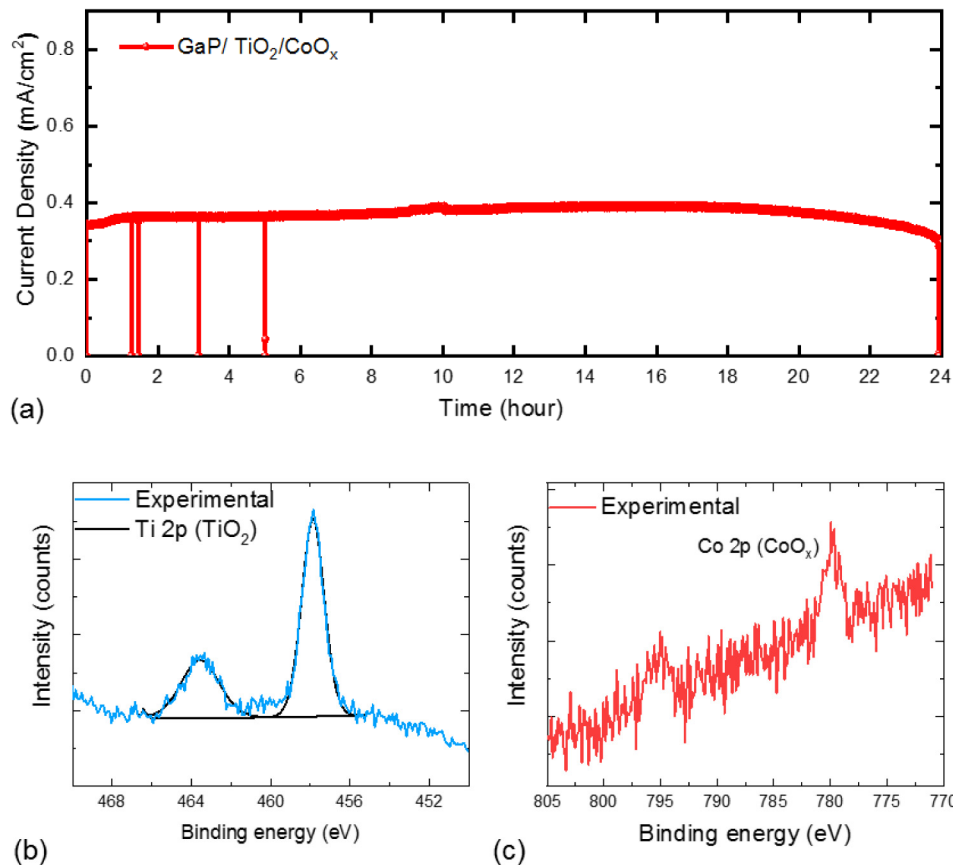 GaP/ TiO₂/CoOₓ
Current Density (mA/cm²)
0.8
0.6
0.4
0.2
0.0
0 2 4 6 8 10 12 14 16 18 20 22 24
Time (hour)
(a)
Experimental
Ti 2p (TiO₂)
Intensity (counts)
468 464 460 456 452
Binding energy (eV)
(b)
Experimental
Co 2p (CoOₓ)
Intensity (counts)
805 800 795 790 785 780 775 770
Binding energy (eV)
(c)